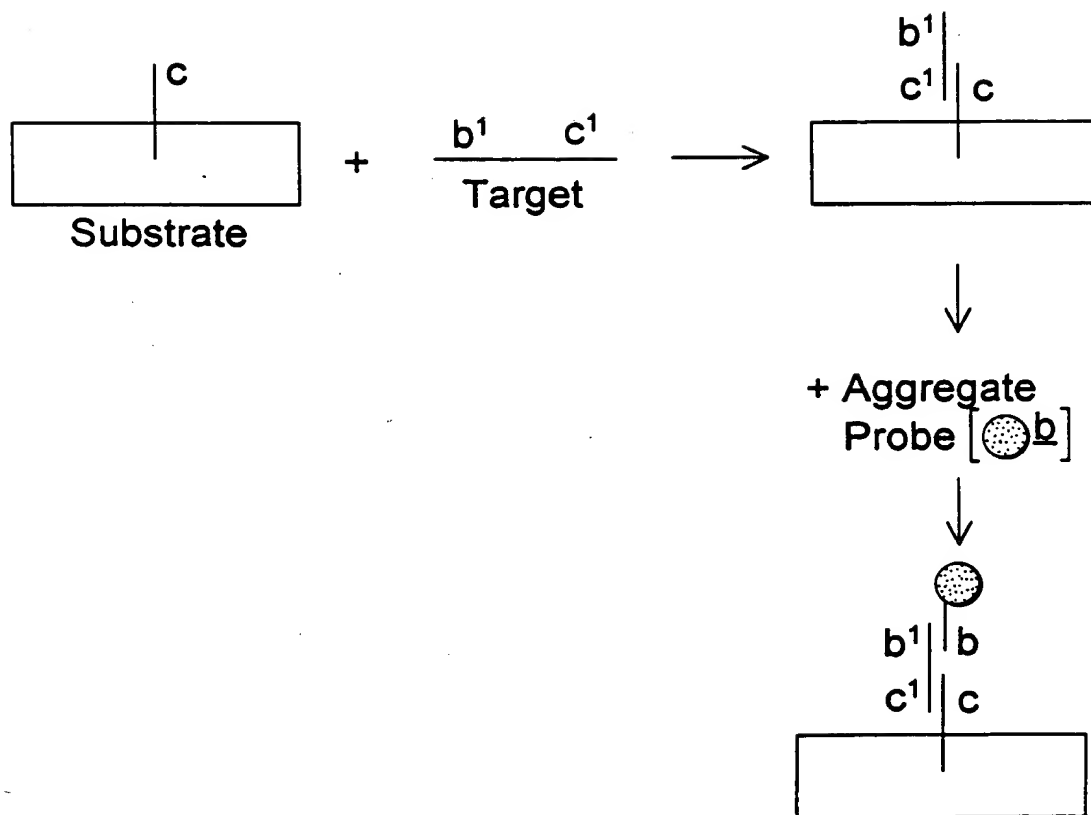 c
Substrate
+
b¹ c¹
Target
b¹
c¹ c
+ Aggregate
Probe [ b]
b¹ b
c¹ c